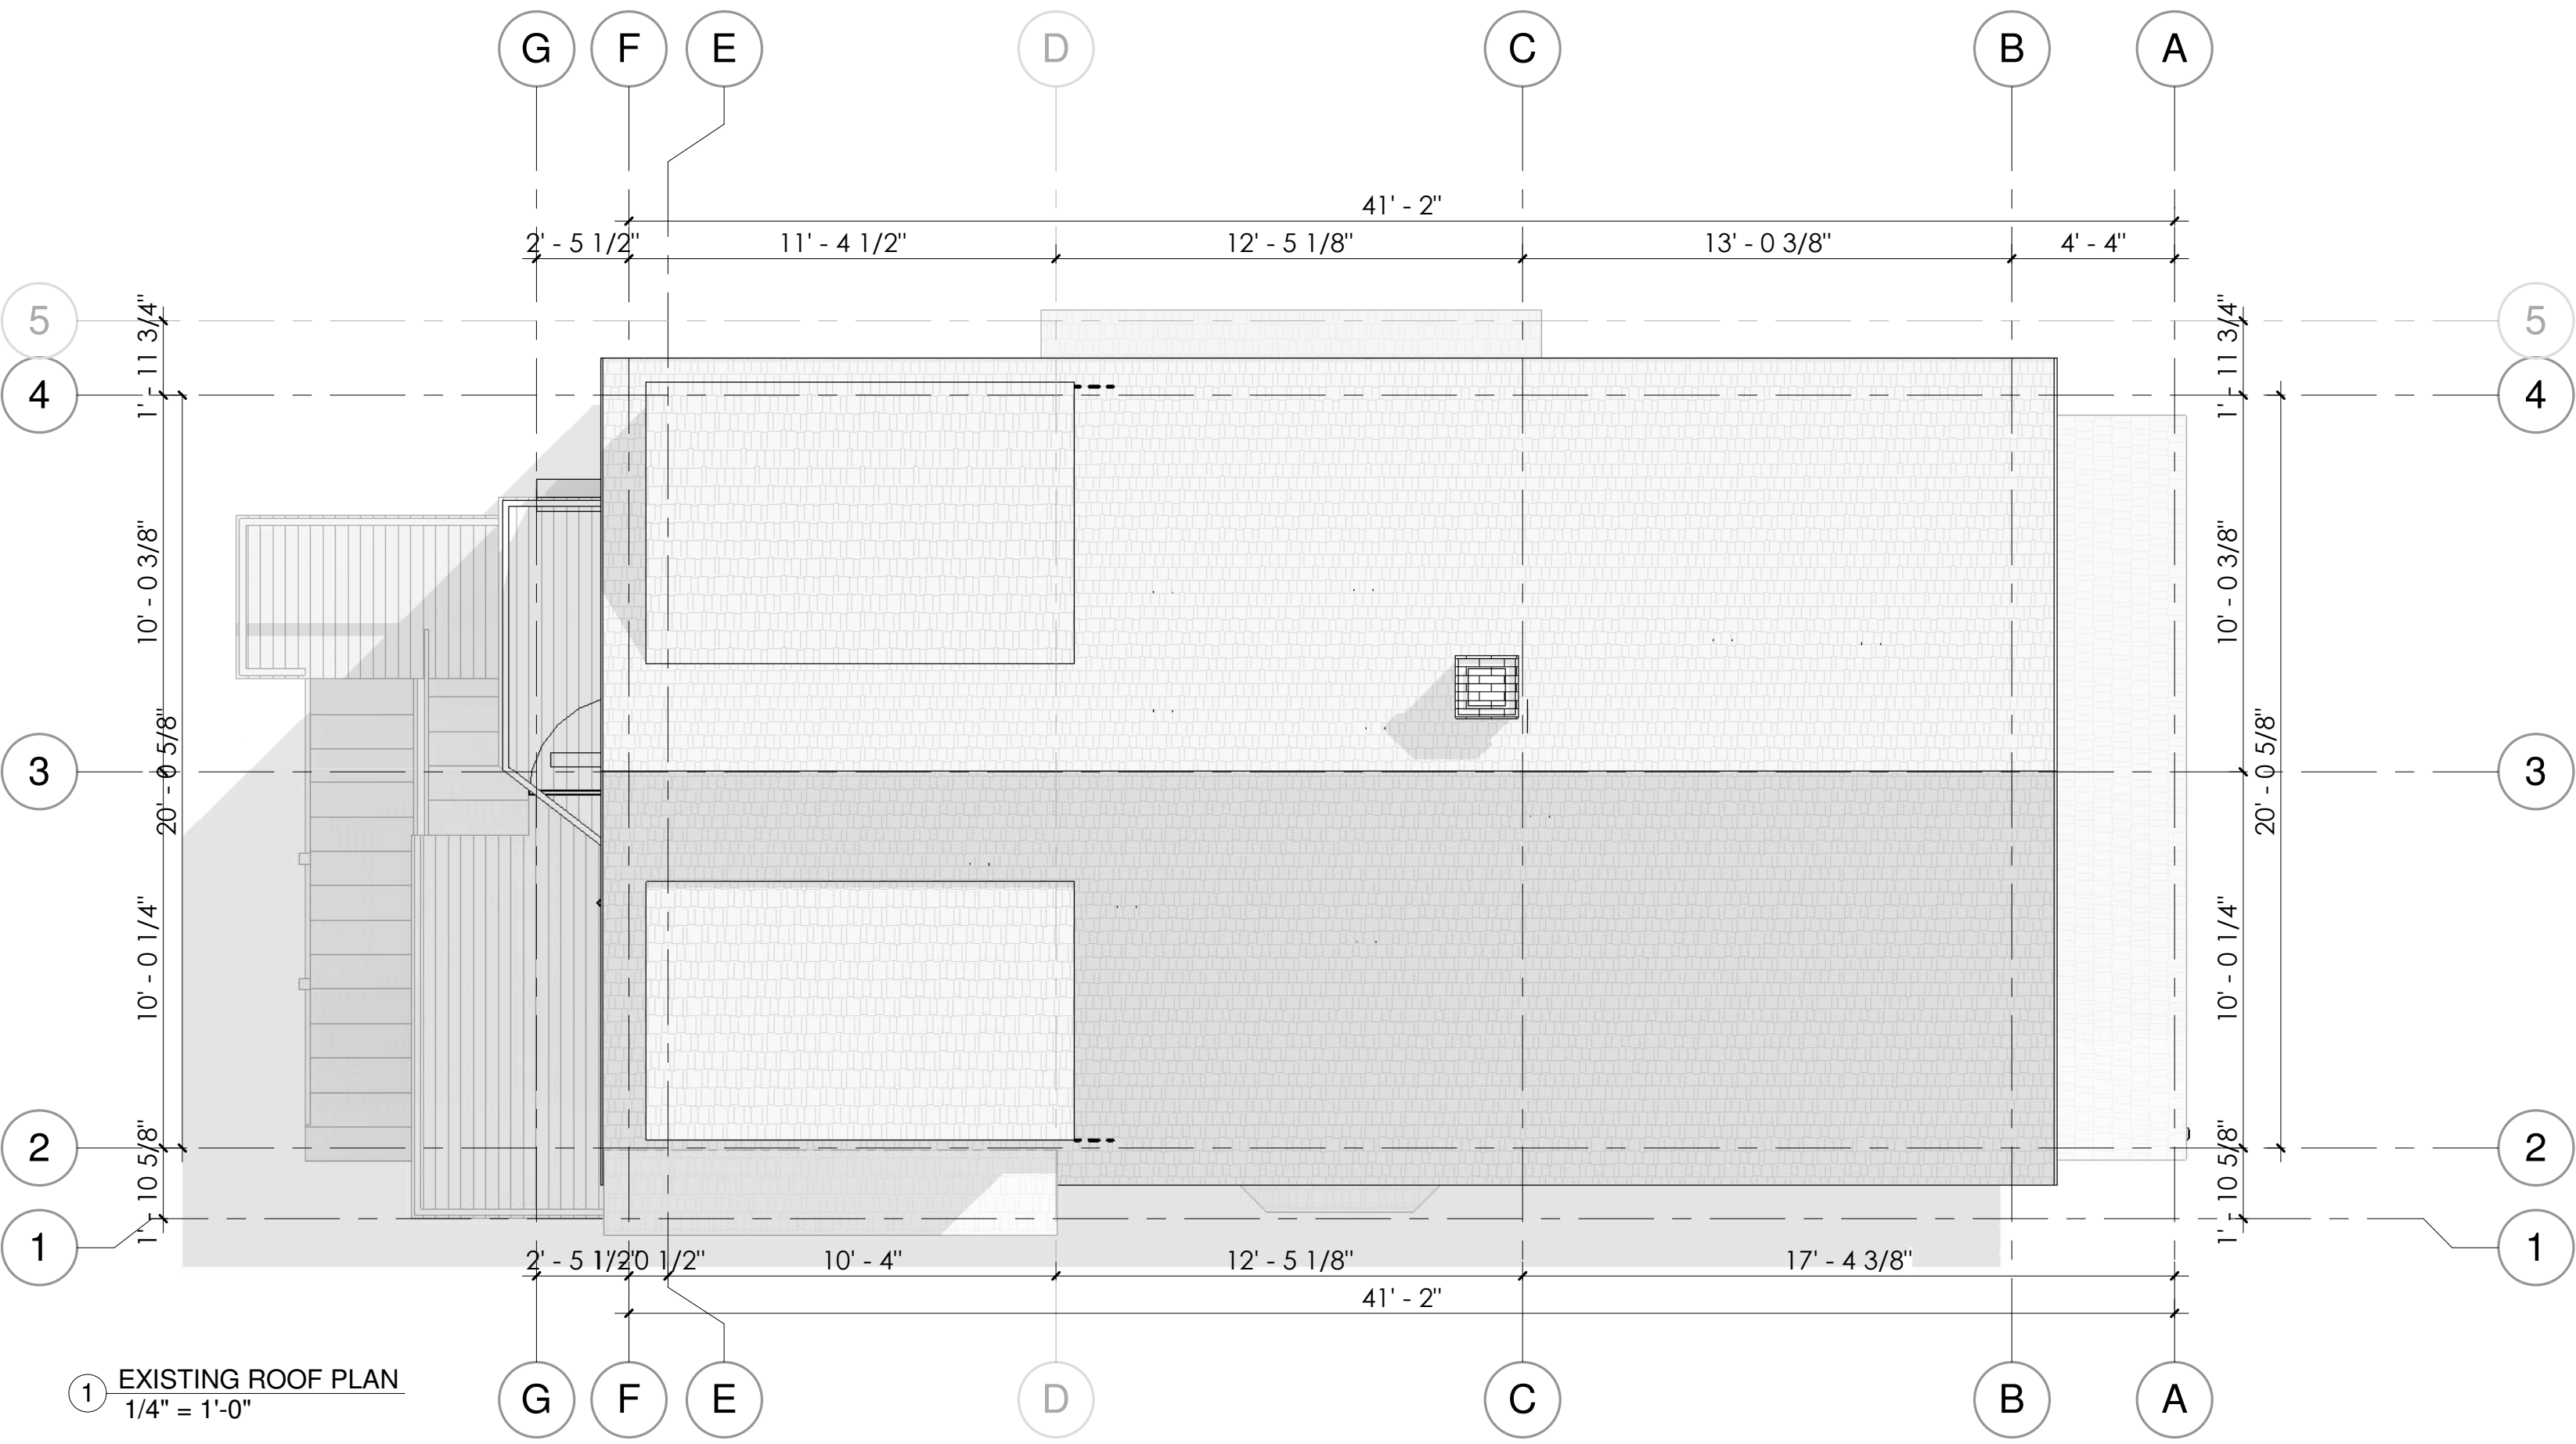 G F E D C B A
41' - 2"
2' - 5 1/2" 11' - 4 1/2" 12' - 5 1/8" 13' - 0 3/8" 4' - 4"
5 1' - 11 3/4" 1' - 11 3/4" 5
4 4
10' - 0 3/8" 10' - 0 3/8"
3 20' - 0 5/8" 20' - 0 5/8" 3
10' - 0 1/4" 10' - 0 1/4"
2 2
1' - 10 5/8" 1' - 10 5/8"
1 1
2' - 5 1/2" 1' - 0 1/2" 10' - 4" 12' - 5 1/8" 17' - 4 3/8"
41' - 2"
G F E D C B A
1 EXISTING ROOF PLAN
1/4" = 1'-0"